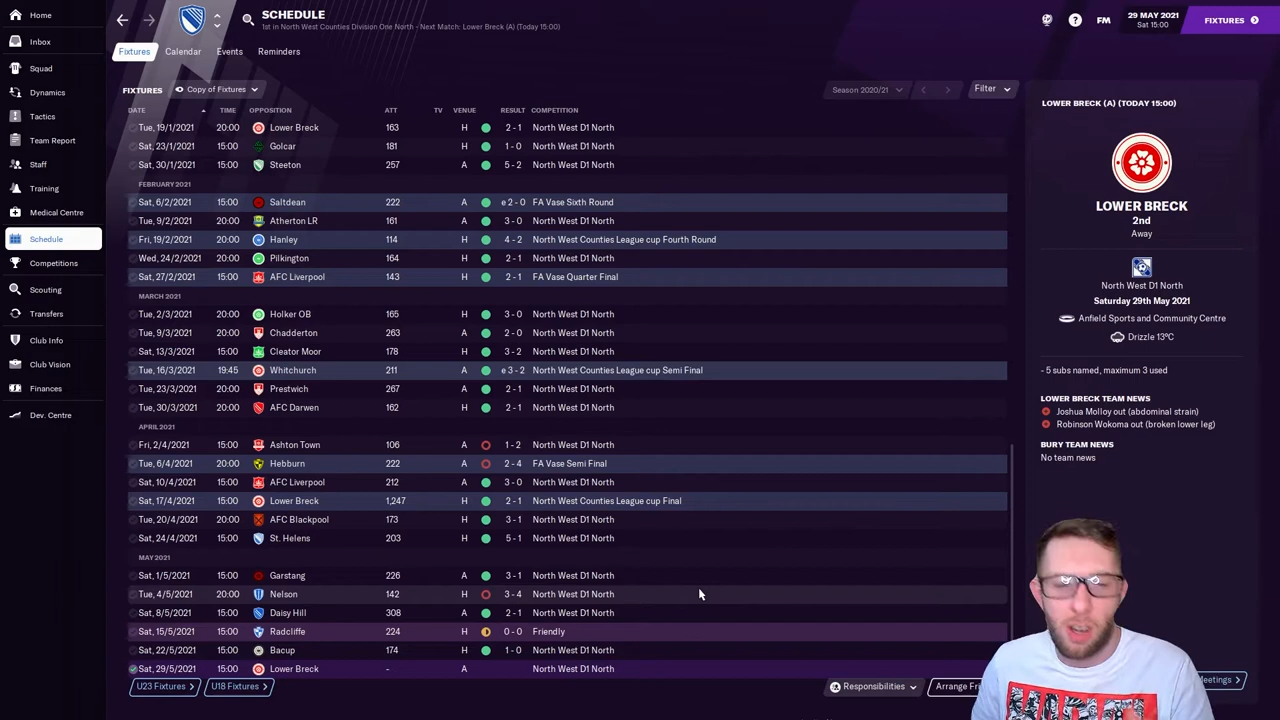 Home
Inbox
Squad
Dynamics
Tactics
Team Report
Staff
Training
Medical Centre
Schedule
Competitions
Scouting
Transfers
Club Info
Club Vision
Finances
Dev. Centre
SCHEDULE
1st in North West Counties Division One North - Next Match: Lower Breck (A) (Today 15:00)
FM
29 MAY 2021
Sat 15:00
FIXTURES
Fixtures Calendar Events Reminders
FIXTURES Copy of Fixtures Season 2020/21 Filter
DATE TIME OPPOSITION ATT TV VENUE RESULT COMPETITION
Tue, 19/1/2021 20:00 Lower Breck 163 H 2 - 1 North West D1 North
Sat, 23/1/2021 15:00 Golcar 181 H 1 - 0 North West D1 North
Sat, 30/1/2021 15:00 Steeton 257 A 5 - 2 North West D1 North
FEBRUARY 2021
Sat, 6/2/2021 15:00 Saltdean 222 A e 2 - 0 FA Vase Sixth Round
Tue, 9/2/2021 20:00 Atherton LR 161 A 3 - 0 North West D1 North
Fri, 19/2/2021 20:00 Hanley 114 H 4 - 2 North West Counties League cup Fourth Round
Wed, 24/2/2021 20:00 Pilkington 164 H 2 - 1 North West D1 North
Sat, 27/2/2021 15:00 AFC Liverpool 143 H 2 - 1 FA Vase Quarter Final
MARCH 2021
Tue, 2/3/2021 20:00 Holker OB 165 H 3 - 0 North West D1 North
Tue, 9/3/2021 20:00 Chadderton 263 A 2 - 0 North West D1 North
Sat, 13/3/2021 15:00 Cleator Moor 178 H 3 - 2 North West D1 North
Tue, 16/3/2021 19:45 Whitchurch 211 A e 3 - 2 North West Counties League cup Semi Final
Tue, 23/3/2021 20:00 Prestwich 267 A 2 - 1 North West D1 North
Tue, 30/3/2021 20:00 AFC Darwen 162 H 2 - 1 North West D1 North
APRIL 2021
Fri, 2/4/2021 15:00 Ashton Town 106 A 1 - 2 North West D1 North
Tue, 6/4/2021 20:00 Hebburn 222 A 2 - 4 FA Vase Semi Final
Sat, 10/4/2021 15:00 AFC Liverpool 212 A 3 - 0 North West D1 North
Sat, 17/4/2021 15:00 Lower Breck 1,247 H 2 - 1 North West Counties League cup Final
Tue, 20/4/2021 20:00 AFC Blackpool 173 H 3 - 1 North West D1 North
Sat, 24/4/2021 15:00 St. Helens 203 H 5 - 1 North West D1 North
MAY 2021
Sat, 1/5/2021 15:00 Garstang 226 A 3 - 1 North West D1 North
Tue, 4/5/2021 20:00 Nelson 142 H 3 - 4 North West D1 North
Sat, 8/5/2021 15:00 Daisy Hill 308 A 2 - 1 North West D1 North
Sat, 15/5/2021 15:00 Radcliffe 224 H 0 - 0 Friendly
Sat, 22/5/2021 15:00 Bacup 174 H 1 - 0 North West D1 North
Sat, 29/5/2021 15:00 Lower Breck - A North West D1 North
U23 Fixtures U18 Fixtures Responsibilities Arrange Fri
LOWER BRECK (A) (TODAY 15:00)
LOWER BRECK
2nd
Away
North West D1 North
Saturday 29th May 2021
Anfield Sports and Community Centre
Drizzle 13°C
- 5 subs named, maximum 3 used
LOWER BRECK TEAM NEWS
Joshua Molloy out (abdominal strain)
Robinson Wokoma out (broken lower leg)
BURY TEAM NEWS
No team news
Meetings